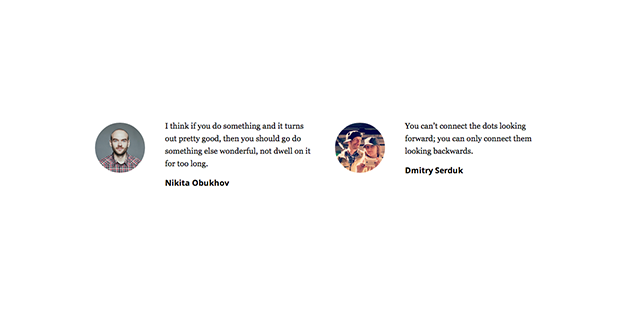 I think if you do something and it turns
out pretty good, then you should go do
something else wonderful, not dwell on it
for too long.
Nikita Obukhov
You can't connect the dots looking
forward; you can only connect them
looking backwards.
Dmitry Serduk